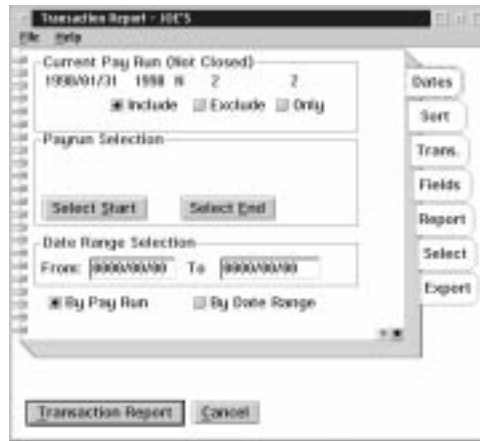 Transaction Report - JOE'S
File Help
Current Pay Run (Not Closed)
1998/01/31 1998 N 2 2
Include Exclude Only
Payrun Selection
Select Start Select End
Date Range Selection
From: 0000/00/00 To 0000/00/00
By Pay Run By Date Range
Dates
Sort
Trans.
Fields
Report
Select
Export
Transaction Report Cancel